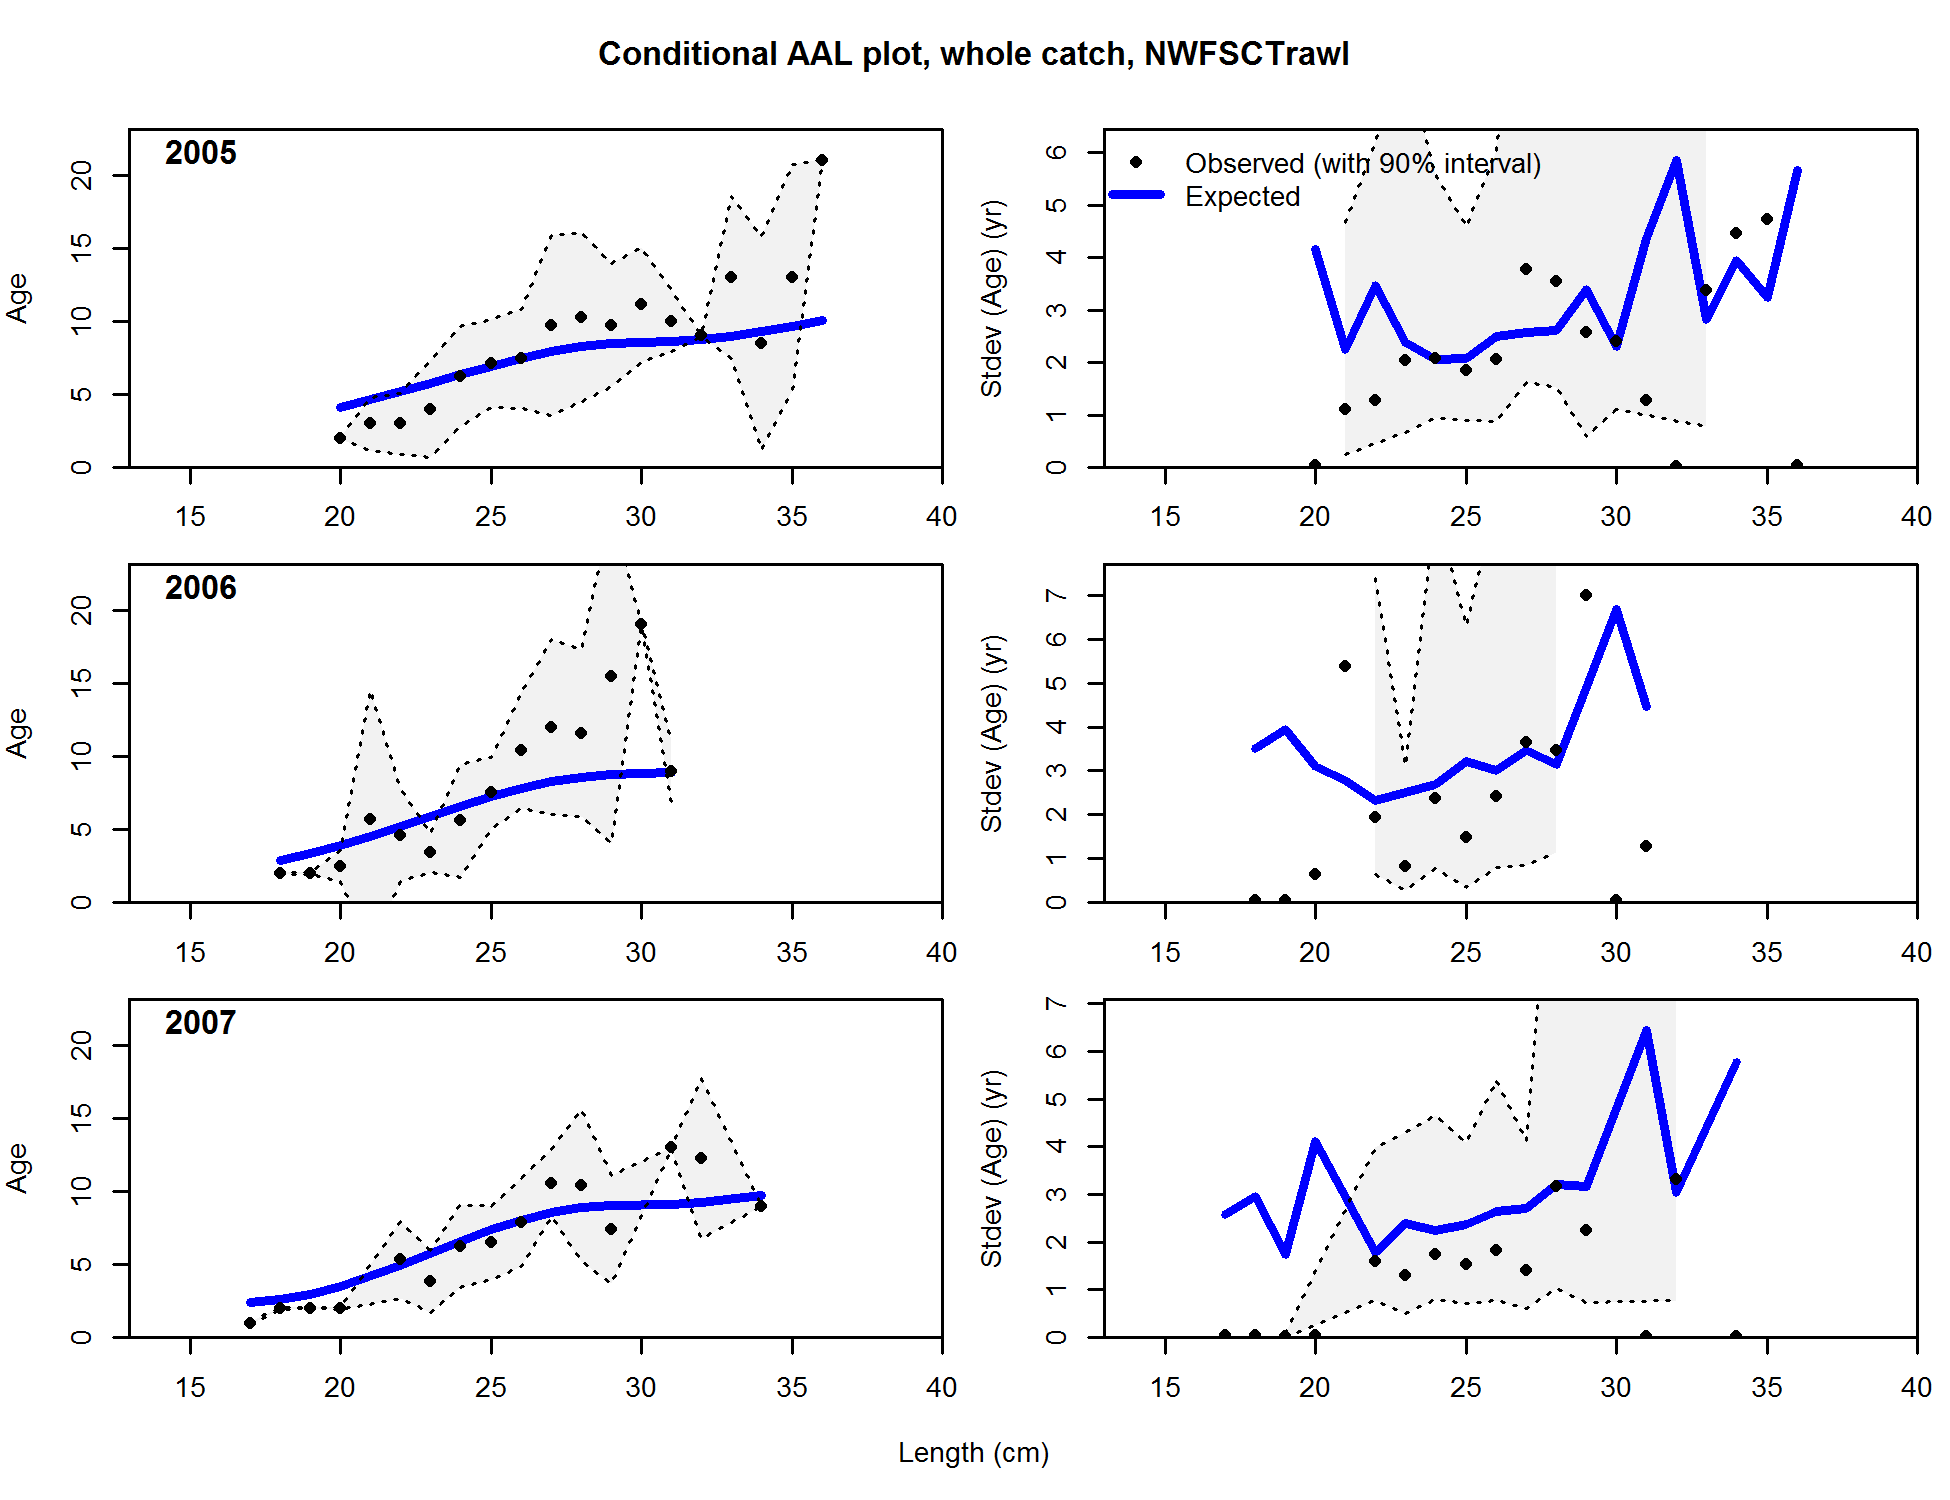 Conditional AAL plot, whole catch, NWFSCTrawl
2005
Age
0 5 10 15 20
15 20 25 30 35 40
Observed (with 90% interval)
Expected
Stdev (Age) (yr)
0 1 2 3 4 5 6
15 20 25 30 35 40
2006
Age
0 5 10 15 20
15 20 25 30 35 40
Stdev (Age) (yr)
0 1 2 3 4 5 6 7
15 20 25 30 35 40
2007
Age
0 5 10 15 20
15 20 25 30 35 40
Stdev (Age) (yr)
0 1 2 3 4 5 6 7
15 20 25 30 35 40
Length (cm)